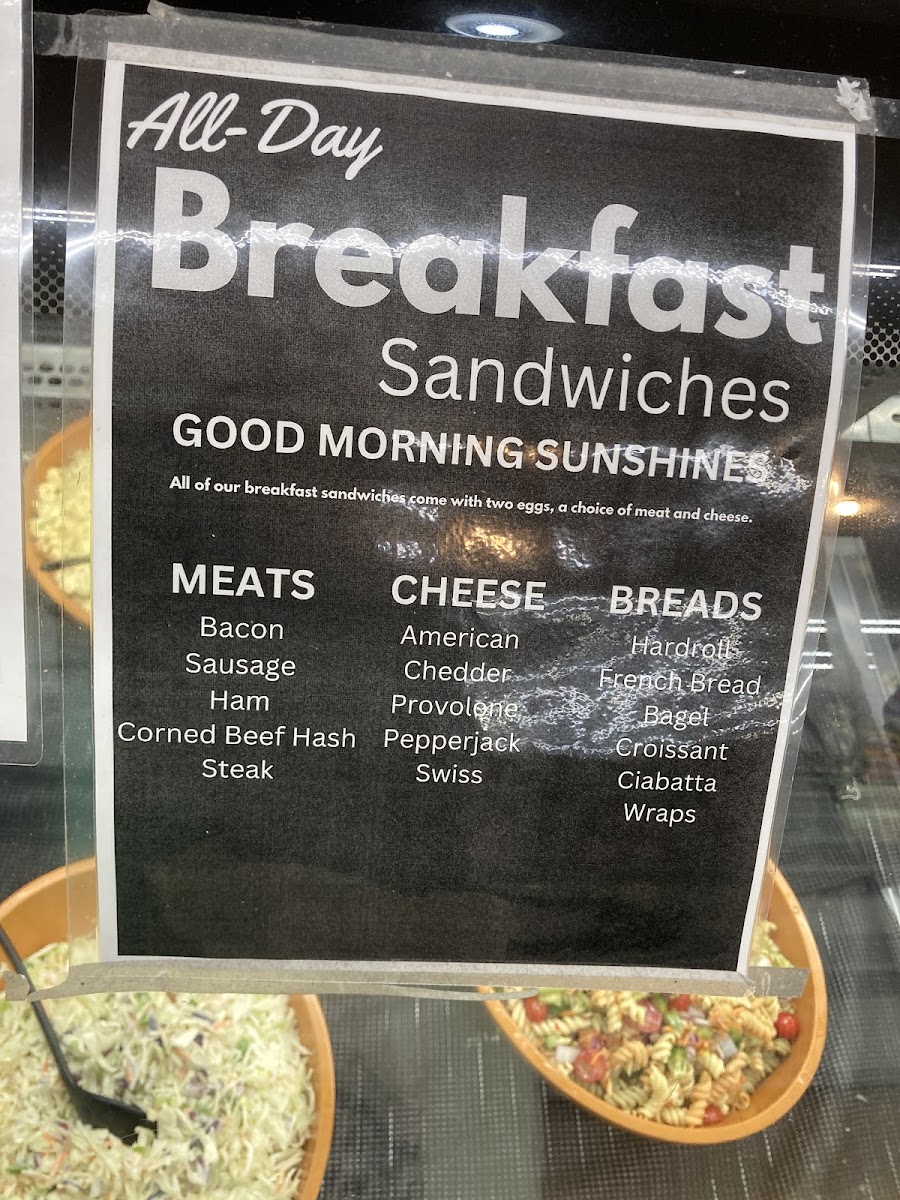 All-Day
Breakfast
Sandwiches
GOOD MORNING SUNSHINES
All of our breakfast sandwiches come with two eggs, a choice of meat and cheese.
MEATS
Bacon
Sausage
Ham
Corned Beef Hash
Steak
CHEESE
American
Chedder
Provolone
Pepperjack
Swiss
BREADS
Hardroll
French Bread
Bagel
Croissant
Ciabatta
Wraps